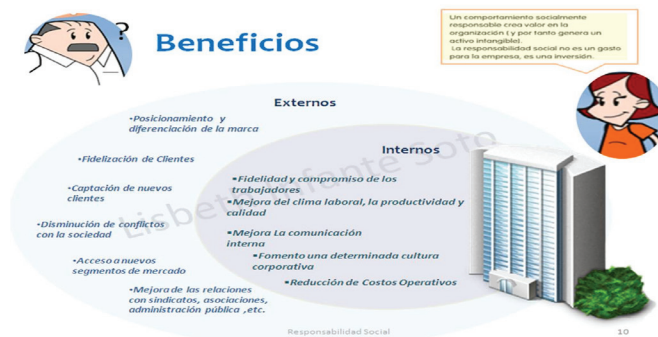 ?
Beneficios
Un comportamiento socialmente
responsable crea valor en la
organización ( y por tanto genera un
activo intangible).
La responsabilidad social no es un gasto
para la empresa, es una inversión.
Externos
•Posicionamiento y
diferenciación de la marca
•Fidelización de Clientes
•Captación de nuevos
clientes
•Disminución de conflictos
con la sociedad
•Acceso a nuevos
segmentos de mercado
•Mejora de las relaciones
con sindicatos, asociaciones,
administración pública ,etc.
Internos
▪Fidelidad y compromiso de los
trabajadores
▪Mejora del clima laboral, la productividad y
calidad
▪Mejora La comunicación
interna
▪Fomento una determinada cultura
corporativa
▪Reducción de Costos Operativos
Lisbeth Infante Soto
Responsabilidad Social
10